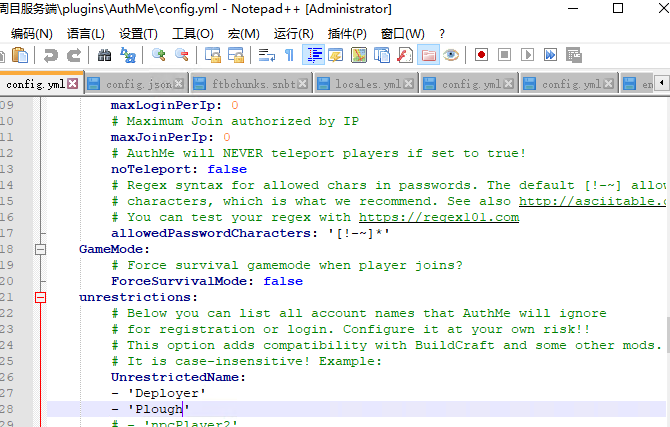 周目服务端\plugins\AuthMe\config.yml - Notepad++ [Administrator]
编码(N) 语言(L) 设置(T) 工具(O) 宏(M) 运行(R) 插件(P) 窗口(W) ?
config.yml config.json ftbchunks.snbt locales.yml config.yml config.yml en
09 maxLoginPerIp: 0
10 # Maximum Join authorized by IP
11 maxJoinPerIp: 0
12 # AuthMe will NEVER teleport players if set to true!
13 noTeleport: false
14 # Regex syntax for allowed chars in passwords. The default [!-~] allow
15 # characters, which is what we recommend. See also http://asciitable.c
16 # You can test your regex with https://regex101.com
17 allowedPasswordCharacters: '[!-~]*'
18 GameMode:
19 # Force survival gamemode when player joins?
20 ForceSurvivalMode: false
21 unrestrictions:
22 # Below you can list all account names that AuthMe will ignore
23 # for registration or login. Configure it at your own risk!!
24 # This option adds compatibility with BuildCraft and some other mods.
25 # It is case-insensitive! Example:
26 UnrestrictedName:
27 - 'Deployer'
28 - 'Plough'
29 # - 'npcPlayer2'